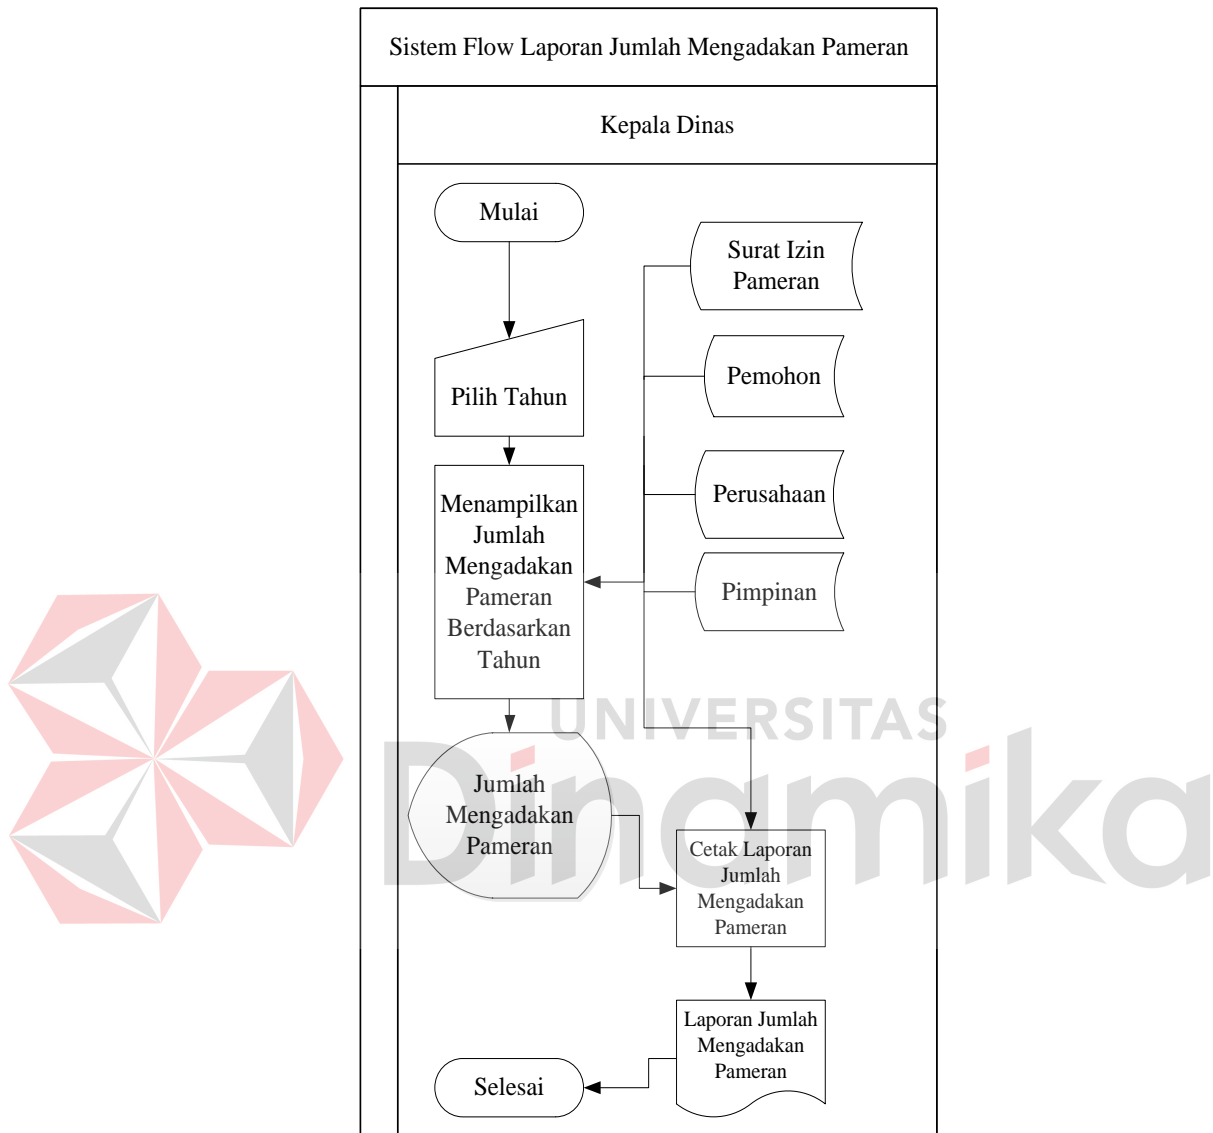 Sistem Flow Laporan Jumlah Mengadakan Pameran
Kepala Dinas
Mulai
Surat Izin
Pameran
Pilih Tahun
Pemohon
Menampilkan
Jumlah
Mengadakan
Pameran
Berdasarkan
Tahun
Perusahaan
Pimpinan
UNIVERSITAS
Dinamika
Jumlah
Mengadakan
Pameran
Cetak Laporan
Jumlah
Mengadakan
Pameran
Laporan Jumlah
Mengadakan
Pameran
Selesai